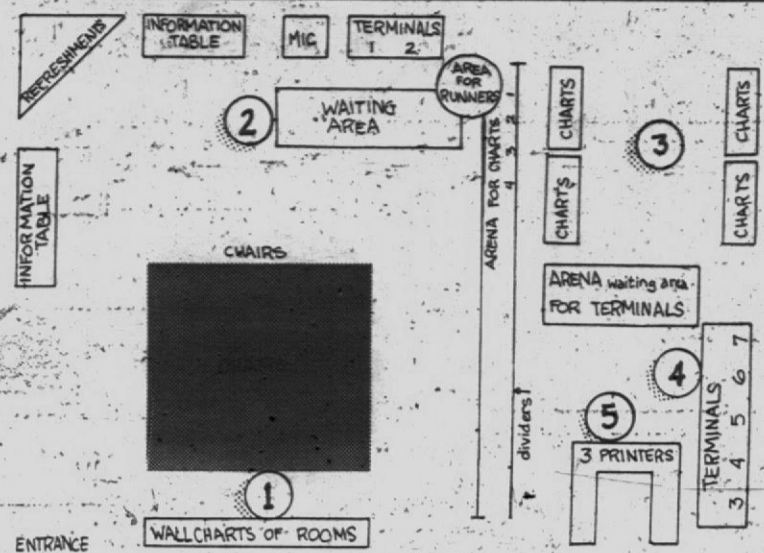 REFRESHMENTS
INFORMATION
TABLE
MIC
TERMINALS
1 2
AREA
FOR
RUNNERS
2
WAITING
AREA
ARENA FOR CHARTS
1
2
3
4
CHARTS
CHARTS
3
CHARTS
CHARTS
INFORMATION
TABLE
CHAIRS
ARENA waiting area
FOR TERMINALS
4
TERMINALS
3 4 5 6 7
5
3 PRINTERS
dividers
1
WALLCHARTS OF ROOMS
ENTRANCE